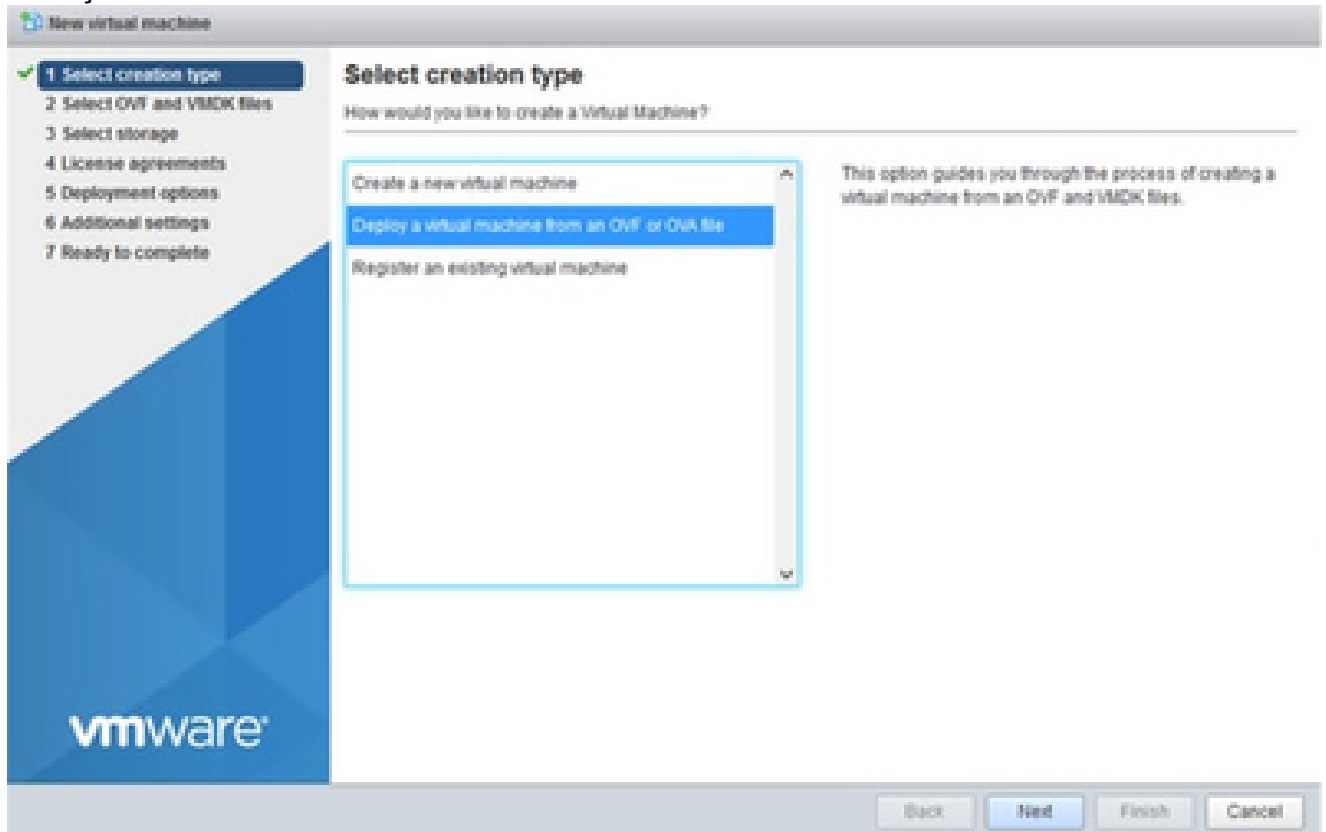 New virtual machine
1 Select creation type
2 Select OVF and VMDK files
3 Select storage
4 License agreements
5 Deployment options
6 Additional settings
7 Ready to complete
Select creation type
How would you like to create a Virtual Machine?
Create a new virtual machine
Deploy a virtual machine from an OVF or OVA file
Register an existing virtual machine
This option guides you through the process of creating a
virtual machine from an OVF and VMDK files.
vmware
Back
Next
Finish
Cancel